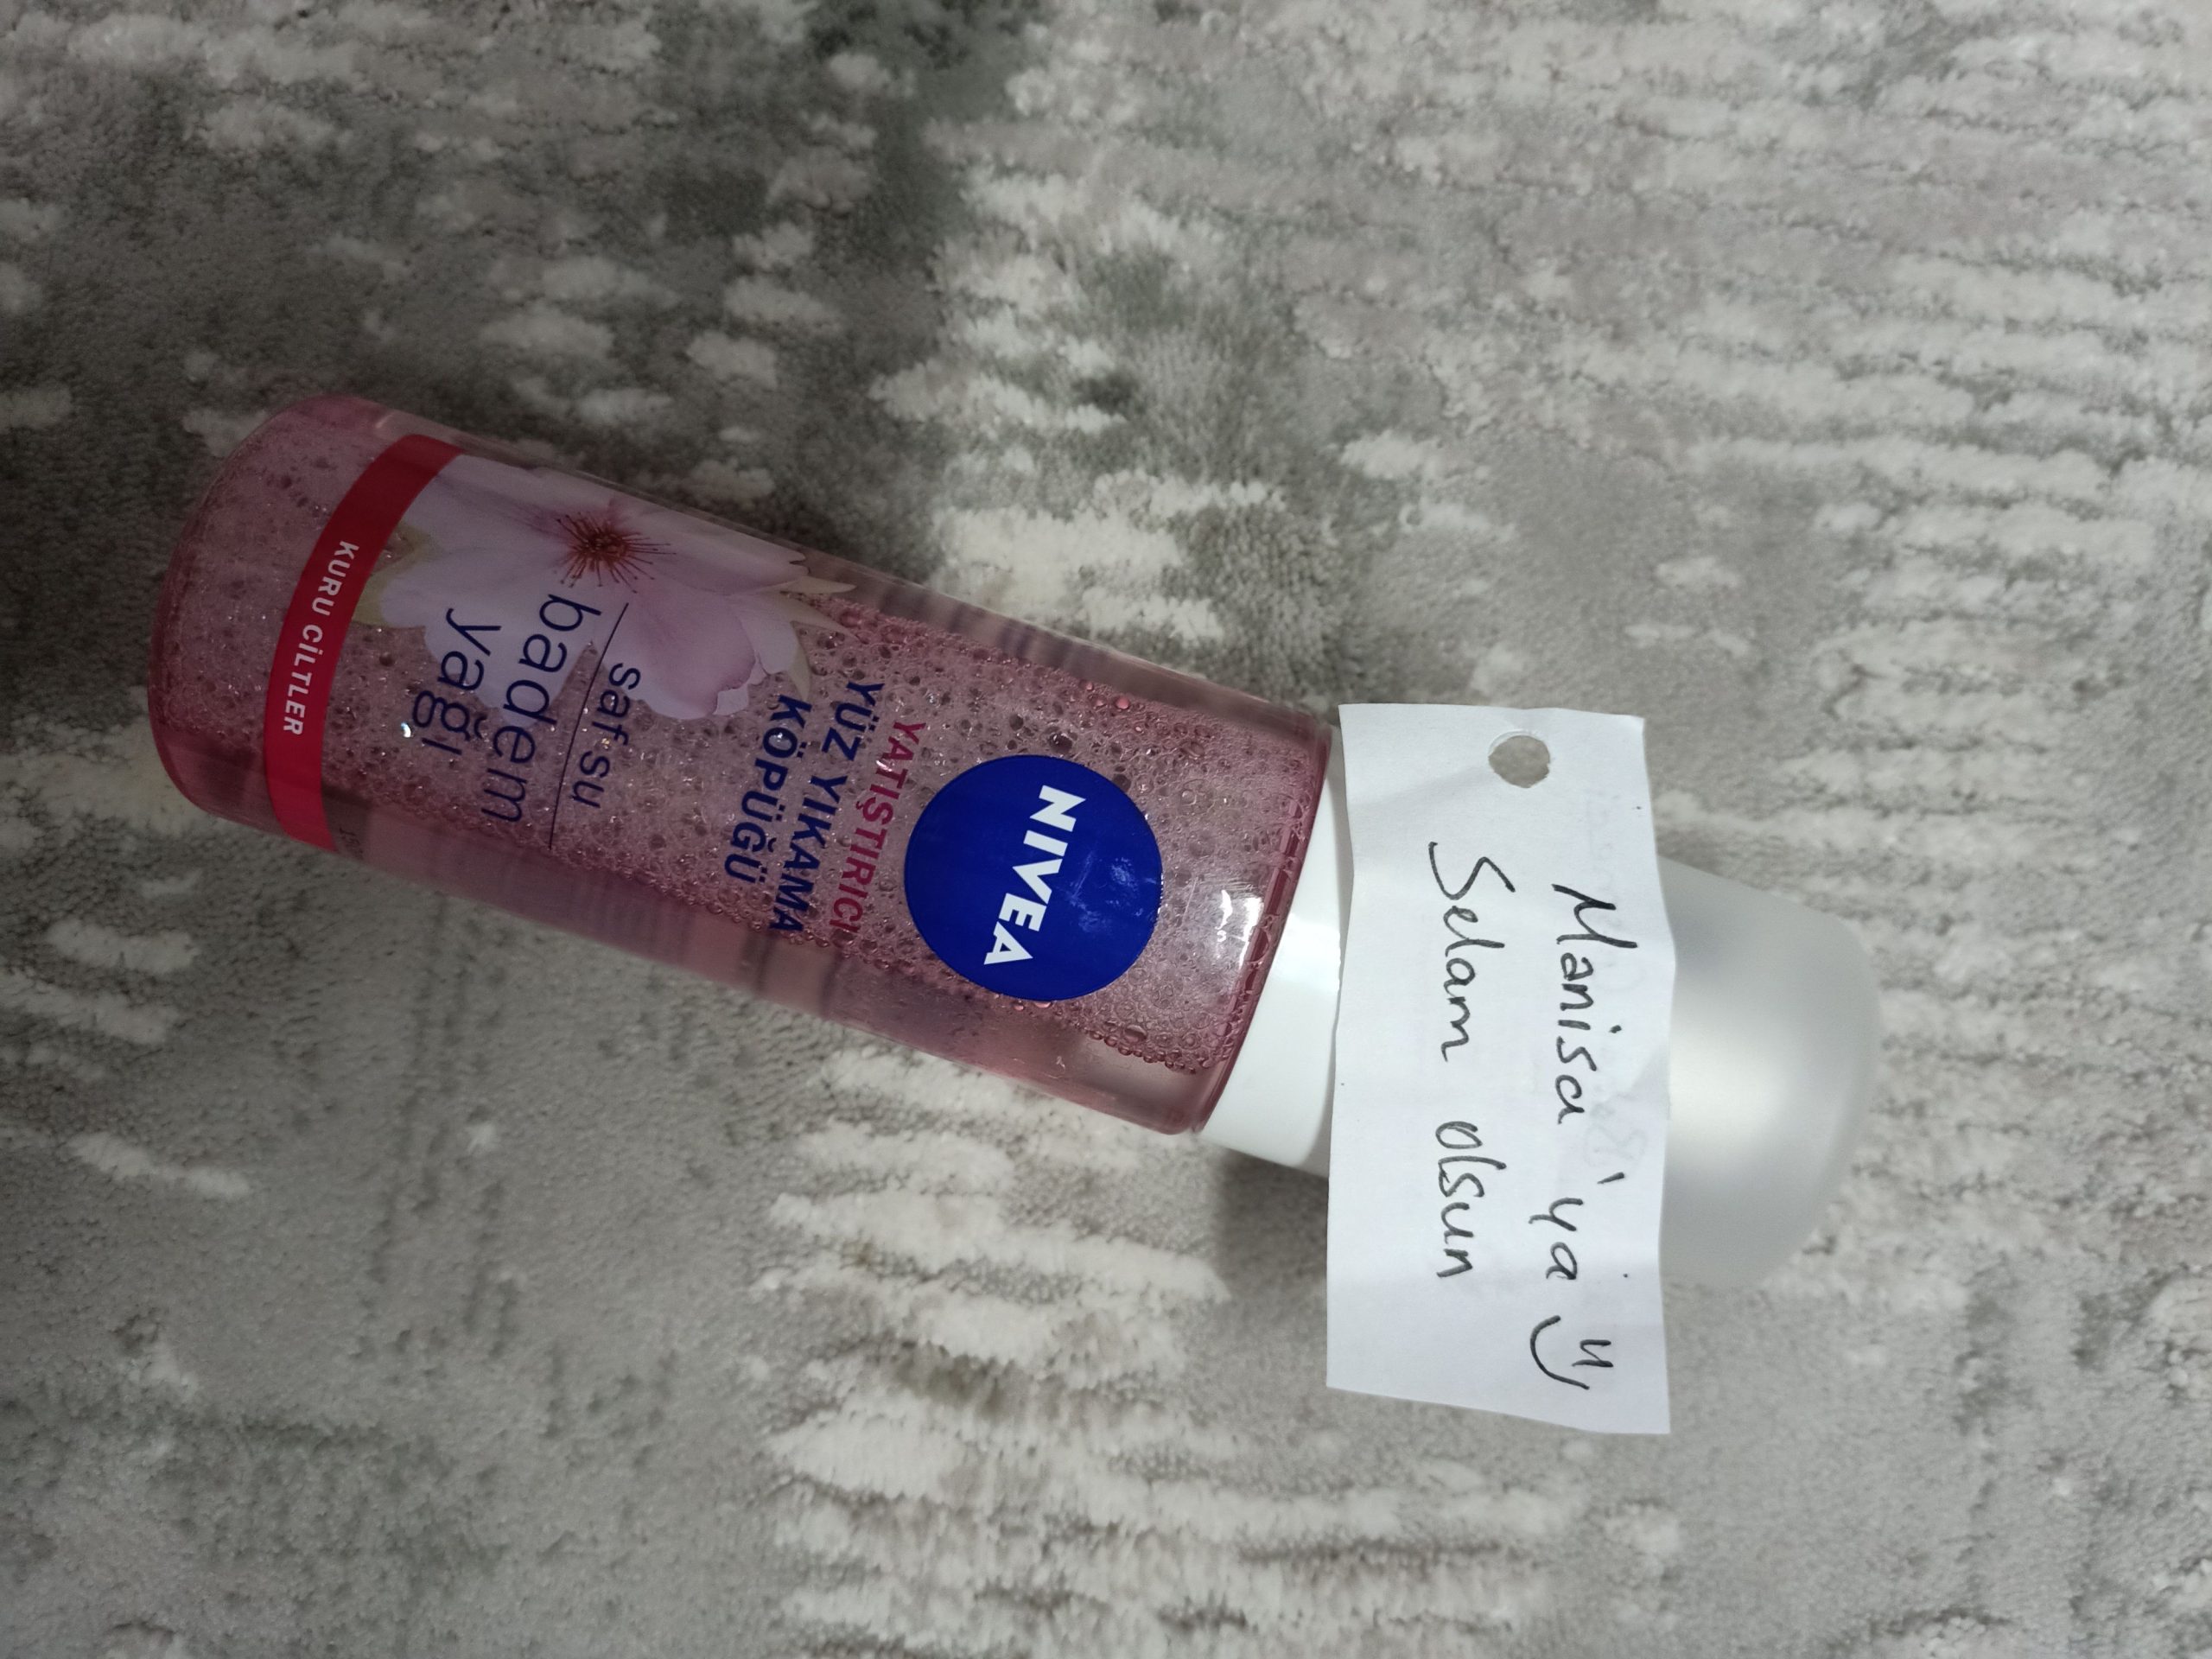 Manisa'ya
Selam olsun
NIVEA
YATIŞTIRICI
YÜZ YIKAMA
KÖPÜĞÜ
saf su
badem
yağı
KURU CİLTLER